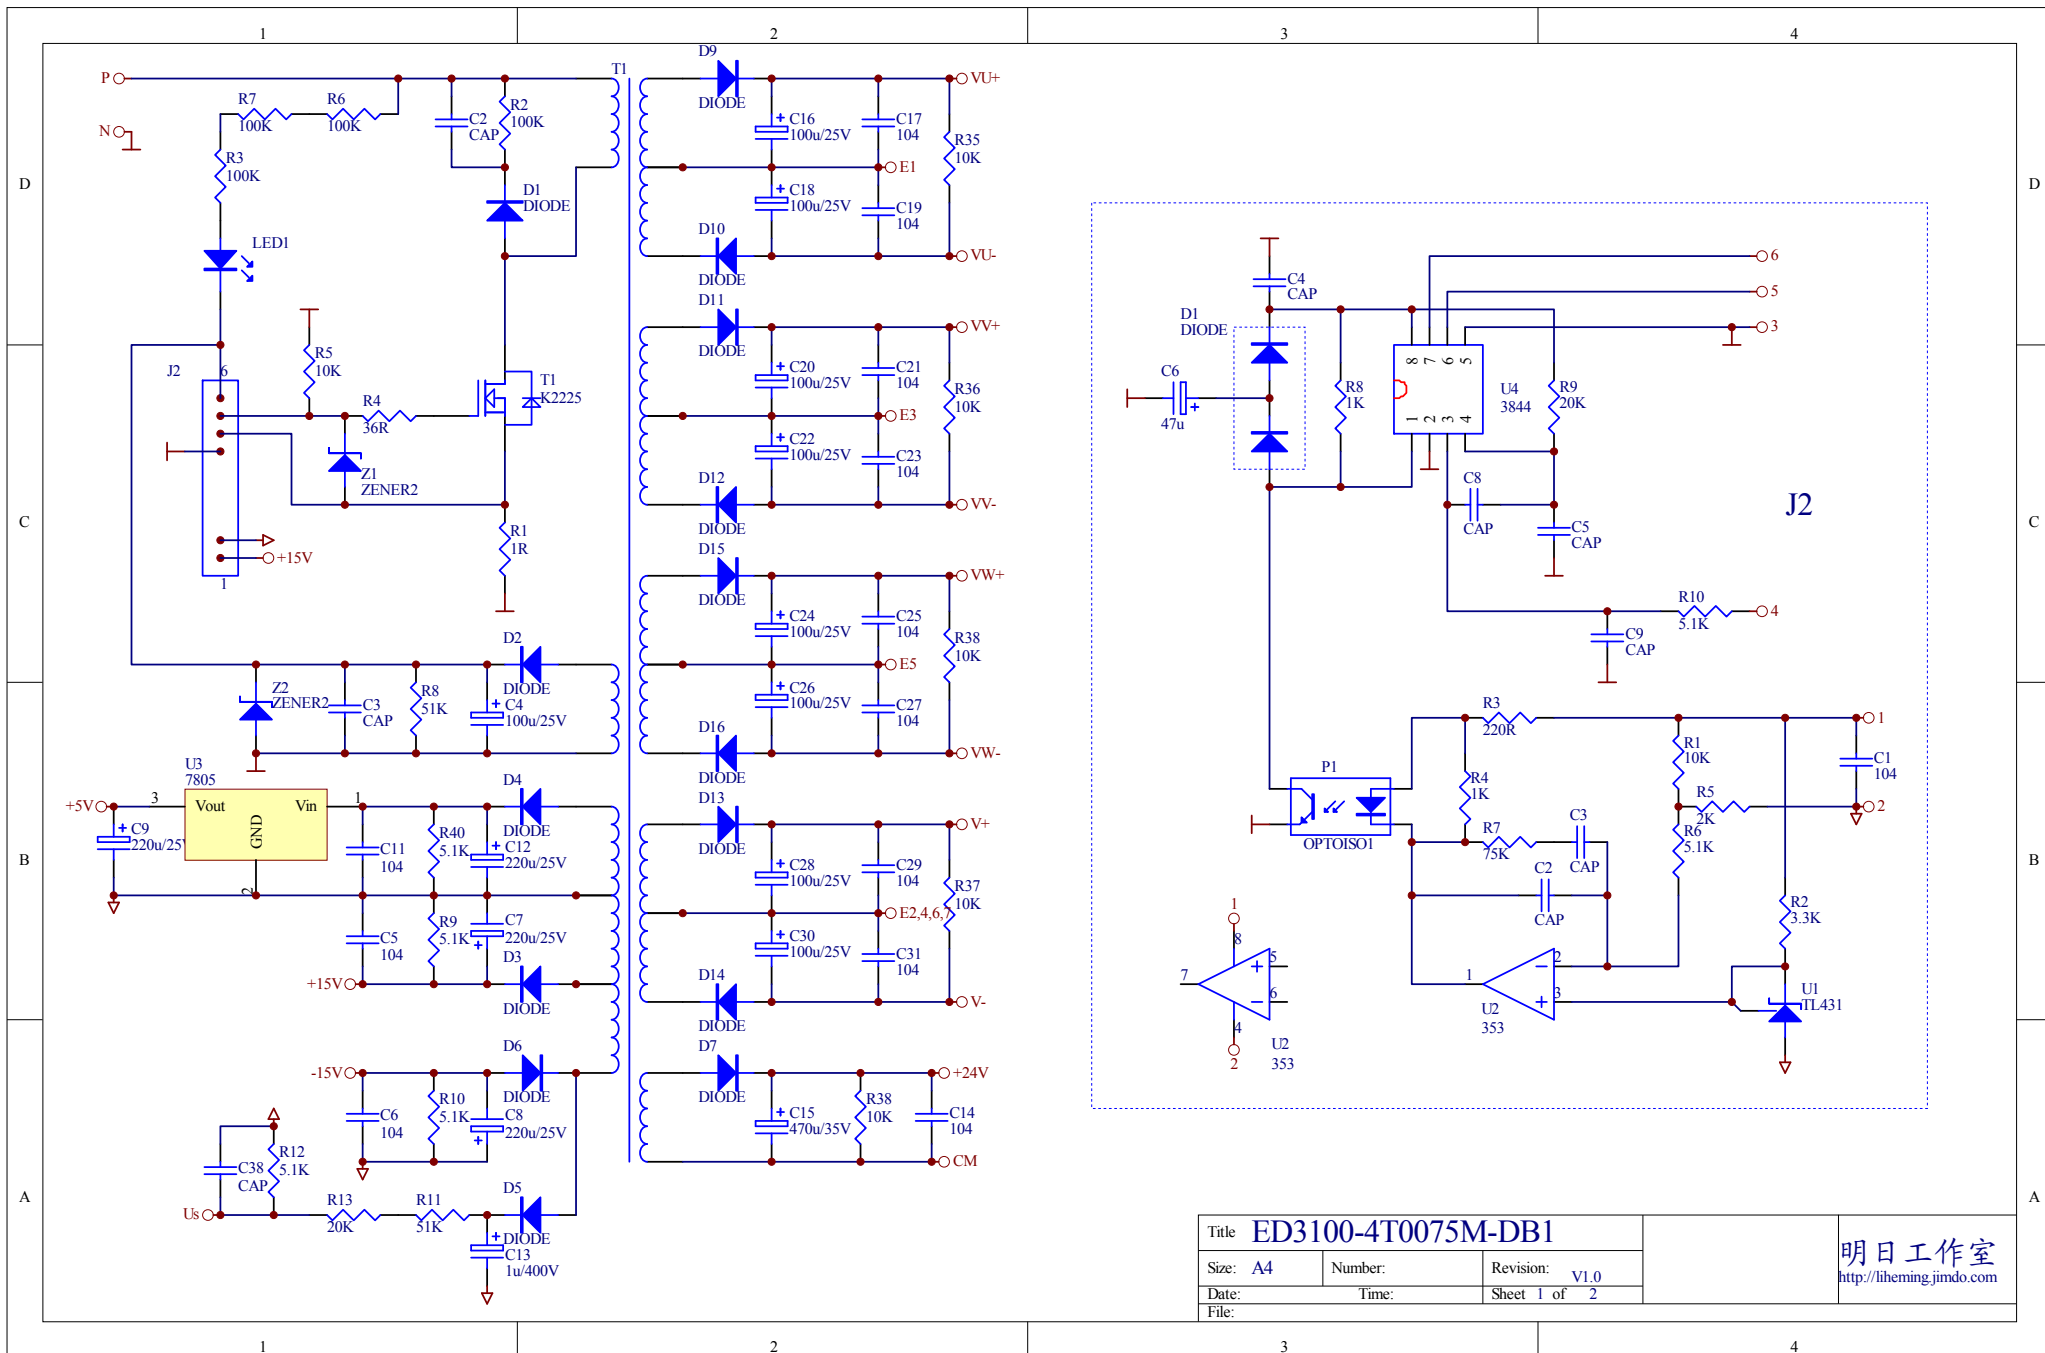 1
2
3
4
D
C
B
A
D
C
B
A
1
2
3
4
P
N
R7
100K
R6
100K
R3
100K
C2
CAP
R2
100K
D1
DIODE
LED1
T1
J2
6
1
R5
10K
R4
36R
Z1
ZENER2
T1
K2225
R1
1R
+15V
D2
DIODE
Z2
ZENER2
C3
CAP
R8
51K
C4
100u/25V
U3
7805
+5V
3
Vout
Vin
1
GND
2
C9
220u/25V
C11
104
R40
5.1K
C12
220u/25V
D4
DIODE
C5
104
R9
5.1K
C7
220u/25V
D3
DIODE
+15V
-15V
D6
DIODE
C6
104
R10
5.1K
C8
220u/25V
C38
CAP
R12
5.1K
Us
R13
20K
R11
51K
D5
DIODE
C13
1u/400V
D9
DIODE
C16
100u/25V
C17
104
R35
10K
VU+
E1
C18
100u/25V
C19
104
D10
DIODE
VU-
D11
DIODE
VV+
C20
100u/25V
C21
104
R36
10K
E3
C22
100u/25V
C23
104
D12
DIODE
VV-
D15
DIODE
VW+
C24
100u/25V
C25
104
R38
10K
E5
C26
100u/25V
C27
104
D16
DIODE
VW-
D13
DIODE
V+
C28
100u/25V
C29
104
R37
10K
E2,4,6,7
C30
100u/25V
C31
104
D14
DIODE
V-
D7
DIODE
+24V
C15
470u/35V
R38
10K
C14
104
CM
C4
CAP
D1
DIODE
C6
47u
R8
1K
8 7 6 5
1 2 3 4
U4
3844
R9
20K
6
5
3
C8
CAP
C5
CAP
J2
R10
5.1K
4
C9
CAP
P1
OPTOISO1
R3
220R
R4
1K
R7
75K
C3
CAP
C2
CAP
R1
10K
R5
2K
R6
5.1K
1
C1
104
2
R2
3.3K
U1
TL431
1
2
3
U2
353
1
8
7
5
6
4
2
U2
353
Title ED3100-4T0075M-DB1
Size: A4 Number: Revision: V1.0
Date: Time: Sheet 1 of 2
File:
明日工作室
http://liheming.jimdo.com